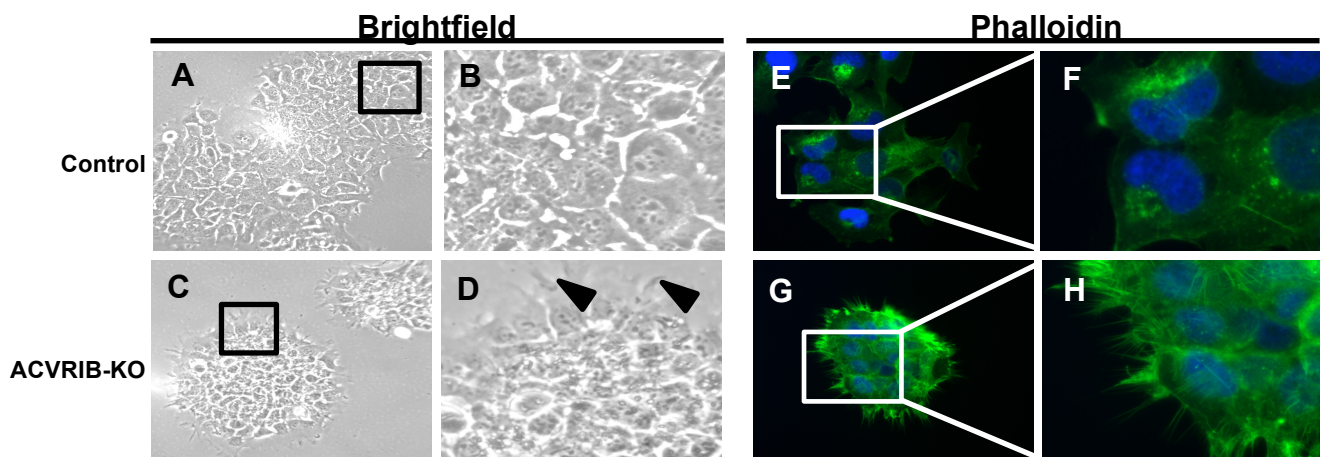 Brightfield Phalloidin
A B E F
Control
C D G H
ACVRIB-KO